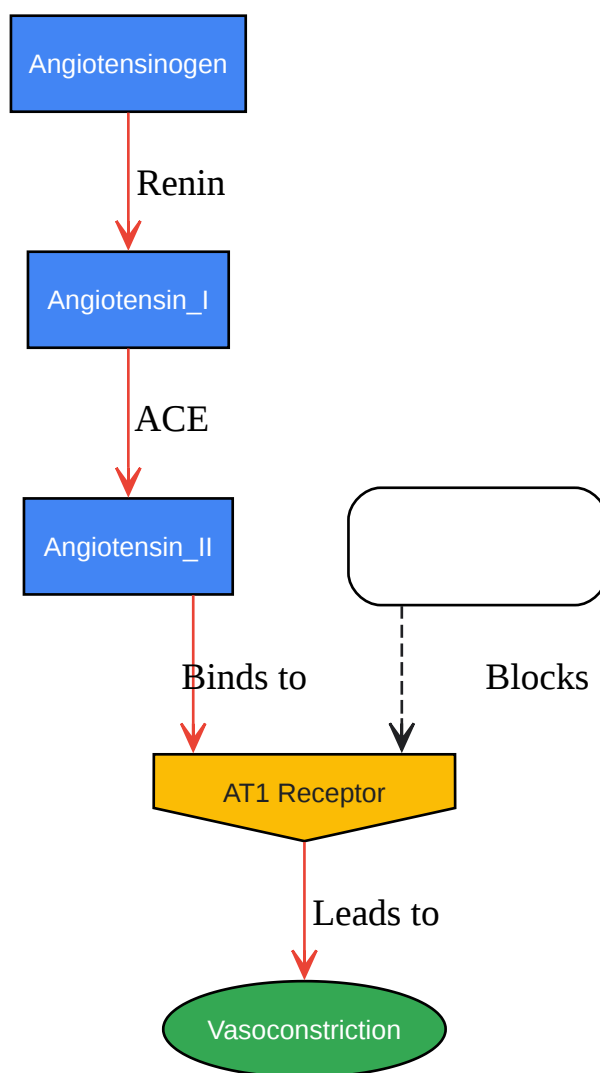 Angiotensinogen
Renin
Angiotensin_I
ACE
Angiotensin_II
Binds to
Blocks
AT1 Receptor
Leads to
Vasoconstriction